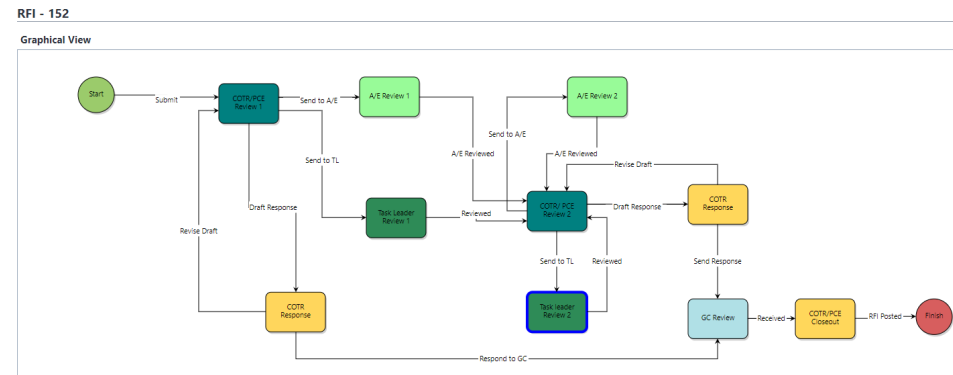 RFI - 152
Graphical View
Start
Submit
COTR/PCE
Review 1
Send to A/E
A/E Review 1
A/E Review 2
Send to A/E
A/E Reviewed
A/E Reviewed
Send to TL
Revise Draft
Task Leader
Review 1
Reviewed
COTR/ PCE
Review 2
Draft Response
COTR
Response
Draft Response
Revise Draft
Send to TL
Reviewed
Send Response
COTR
Response
Task leader
Review 2
GC Review
Received
COTR/PCE
Closeout
RFI Posted
Finish
Respond to GC